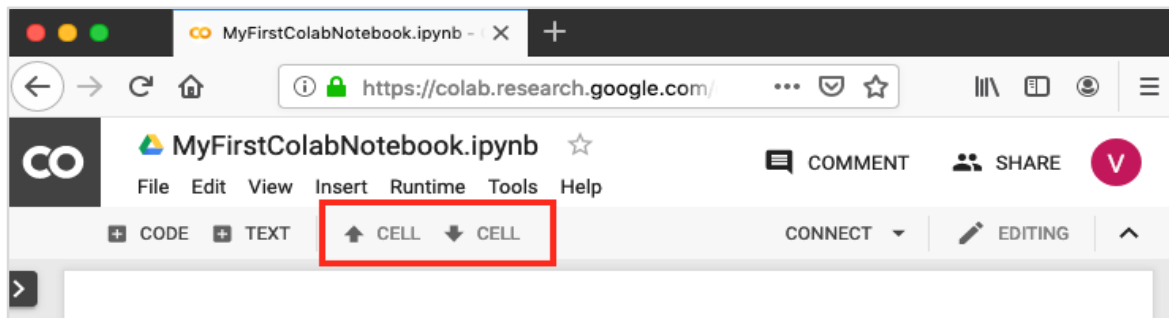 MyFirstColabNotebook.ipynb -
https://colab.research.google.com/
CO MyFirstColabNotebook.ipynb
COMMENT SHARE V
File Edit View Insert Runtime Tools Help
CODE TEXT CELL CELL CONNECT EDITING